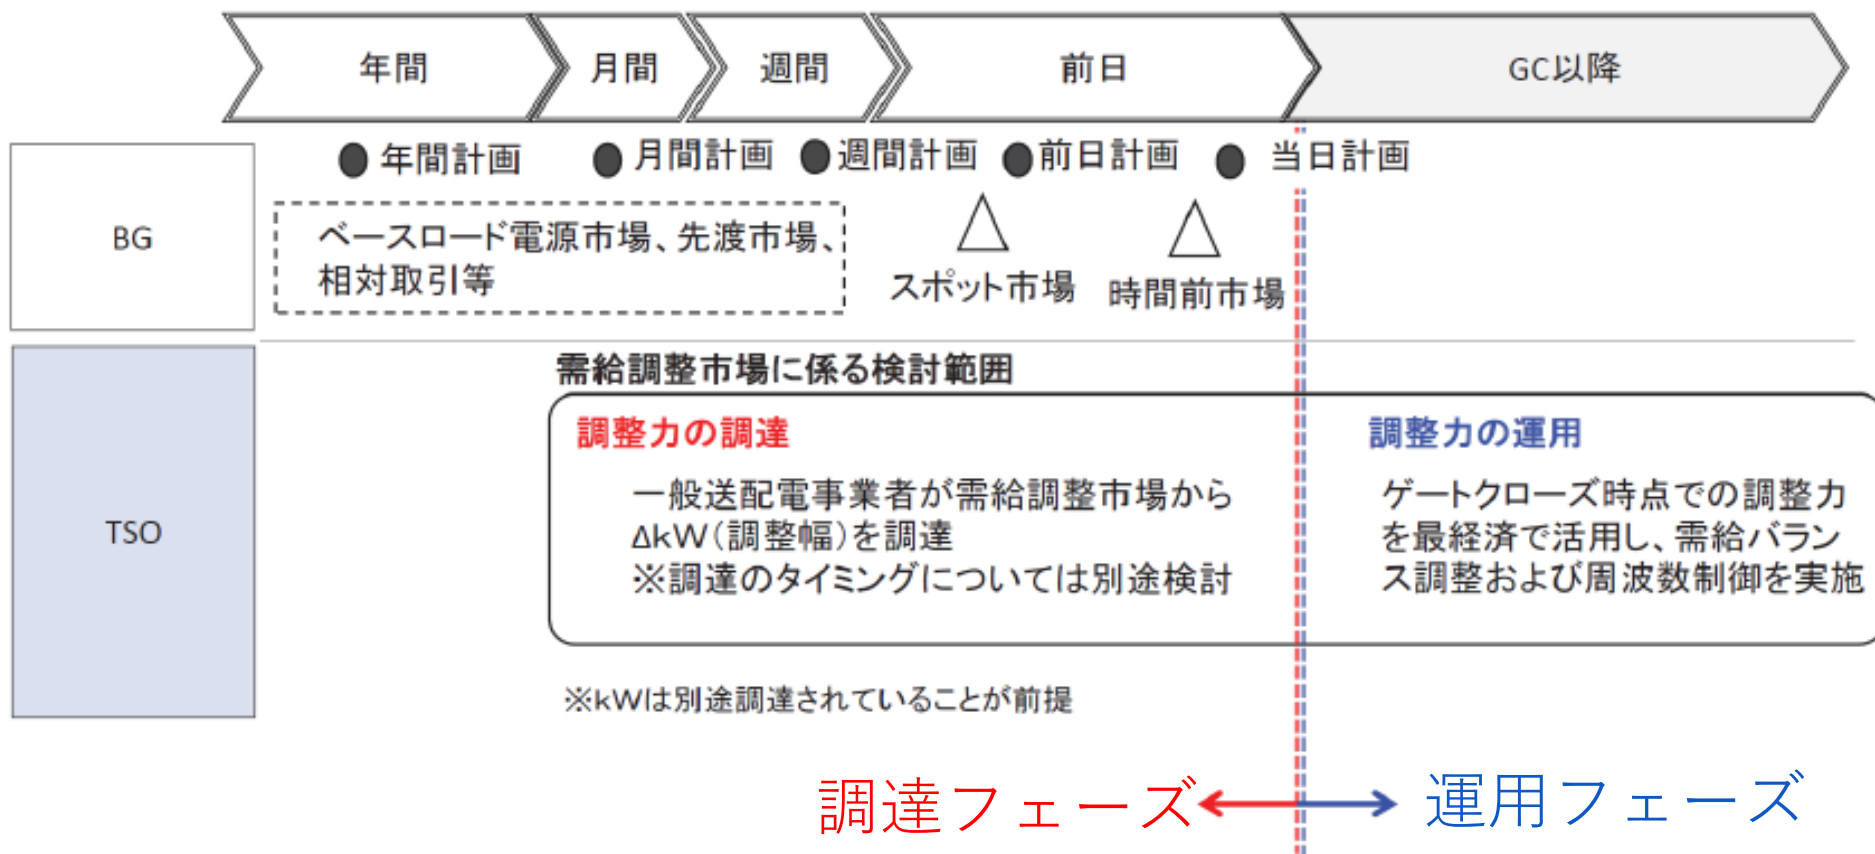 年間
月間
週間
前日
GC以降
BG
年間計画
月間計画
週間計画
前日計画
当日計画
ベースロード電源市場、先渡市場、
相対取引等
スポット市場
時間前市場
TSO
需給調整市場に係る検討範囲
調整力の調達
一般送配電事業者が需給調整市場から
ΔkW(調整幅)を調達
※調達のタイミングについては別途検討
調整力の運用
ゲートクローズ時点での調整力
を最経済で活用し、需給バラン
ス調整および周波数制御を実施
※kWは別途調達されていることが前提
調達フェーズ
運用フェーズ